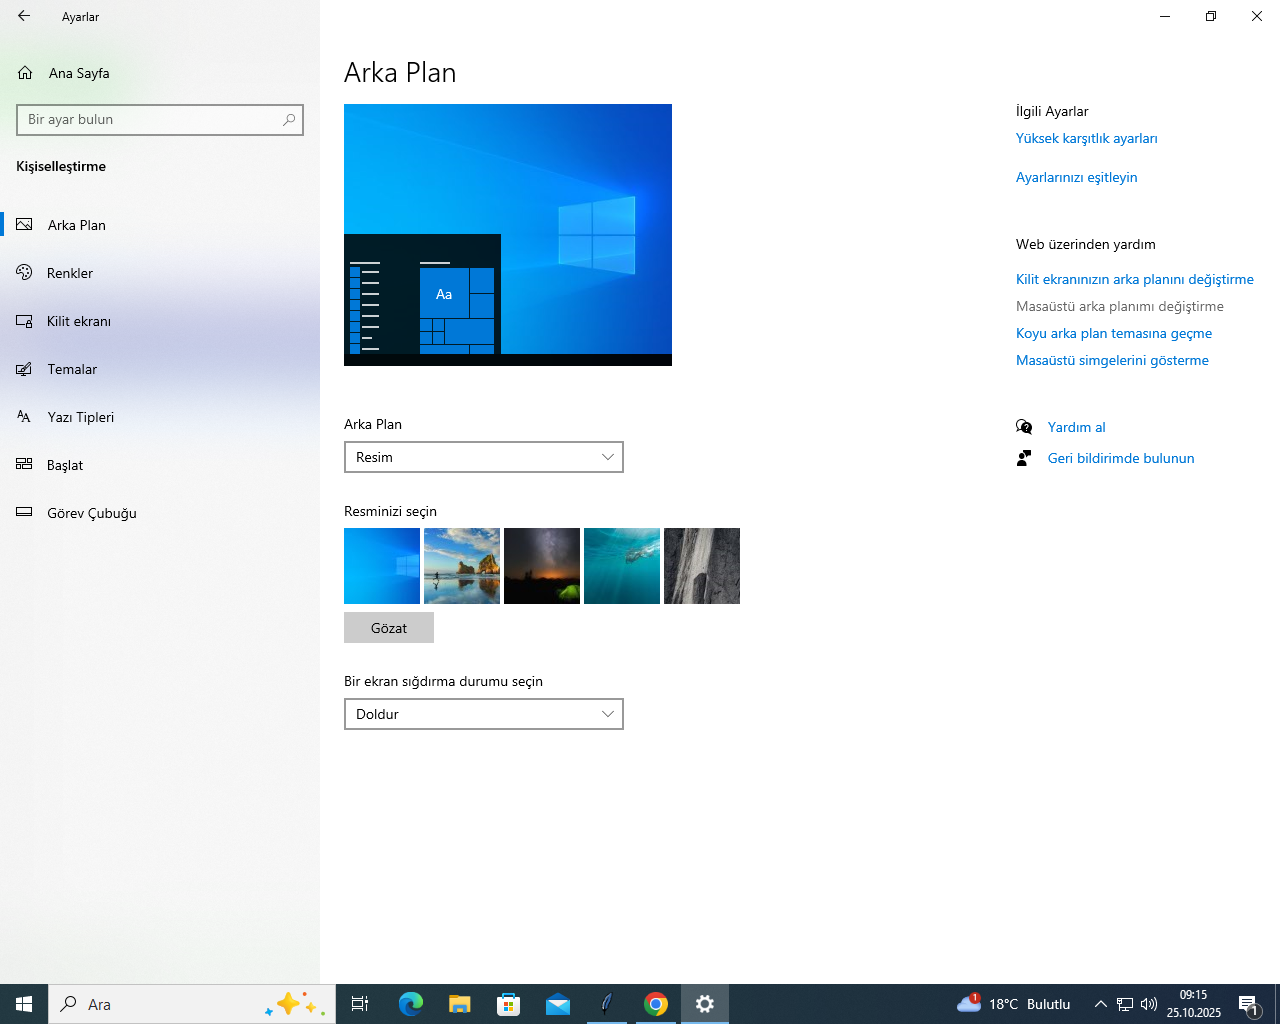 Ayarlar
Ana Sayfa
Bir ayar bulun
Kişiselleştirme
Arka Plan
Renkler
Kilit ekranı
Temalar
Yazı Tipleri
Başlat
Görev Çubuğu
Arka Plan
Aa
Arka Plan
Resim
Resminizi seçin
Gözat
Bir ekran sığdırma durumu seçin
Doldur
İlgili Ayarlar
Yüksek karşıtlık ayarları
Ayarlarınızı eşitleyin
Web üzerinden yardım
Kilit ekranınızın arka planını değiştirme
Masaüstü arka planımı değiştirme
Koyu arka plan temasına geçme
Masaüstü simgelerini gösterme
Yardım al
Geri bildirimde bulunun
Ara
1
18°C Bulutlu
09:15
25.10.2025
1